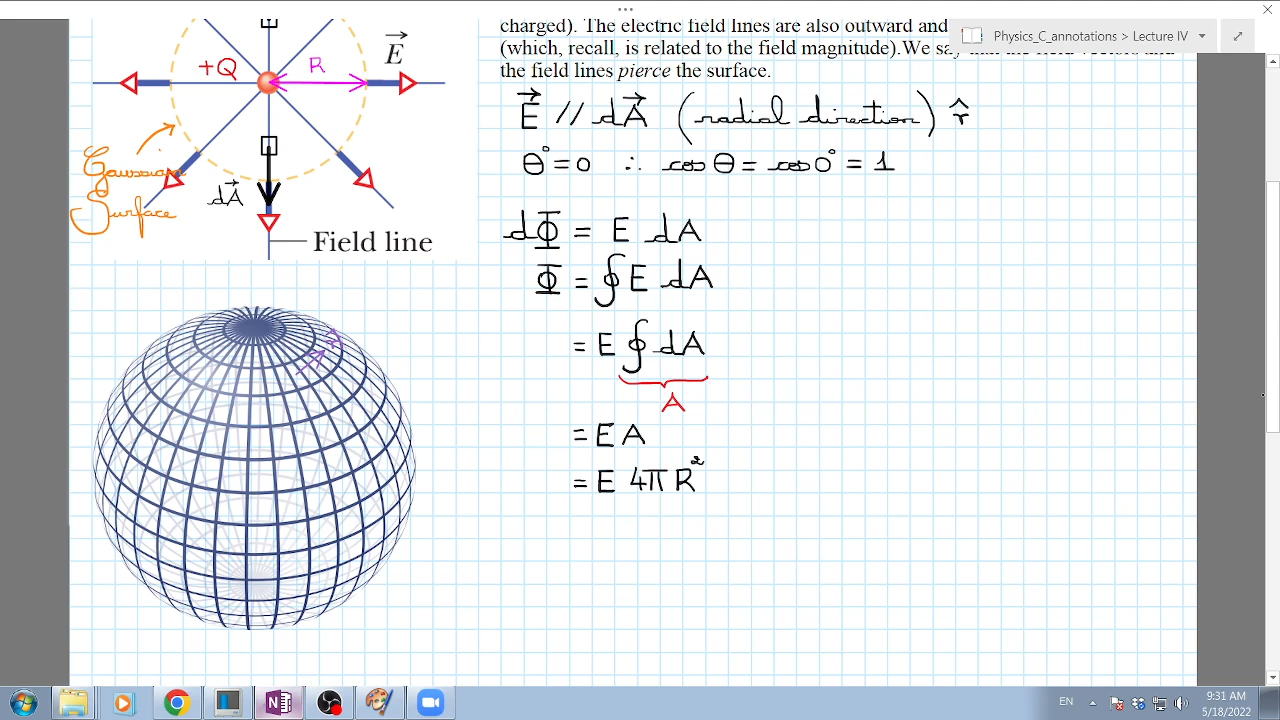 charged). The electric field lines are also outward and
Physics_C_annotations > Lecture IV
(which, recall, is related to the field magnitude).We
the field lines pierce the surface.
+Q
R
E⃗
Gaussian
Surface
dA⃗
Field line
E⃗ // dA⃗ (radial direction) r̂
θ° = 0 ∴ cos θ = cos 0° = 1
dΦ = E dA
Φ = ∮ E dA
= E ∮ dA
A
= E A
= E 4π R²
EN
9:31 AM
5/18/2022